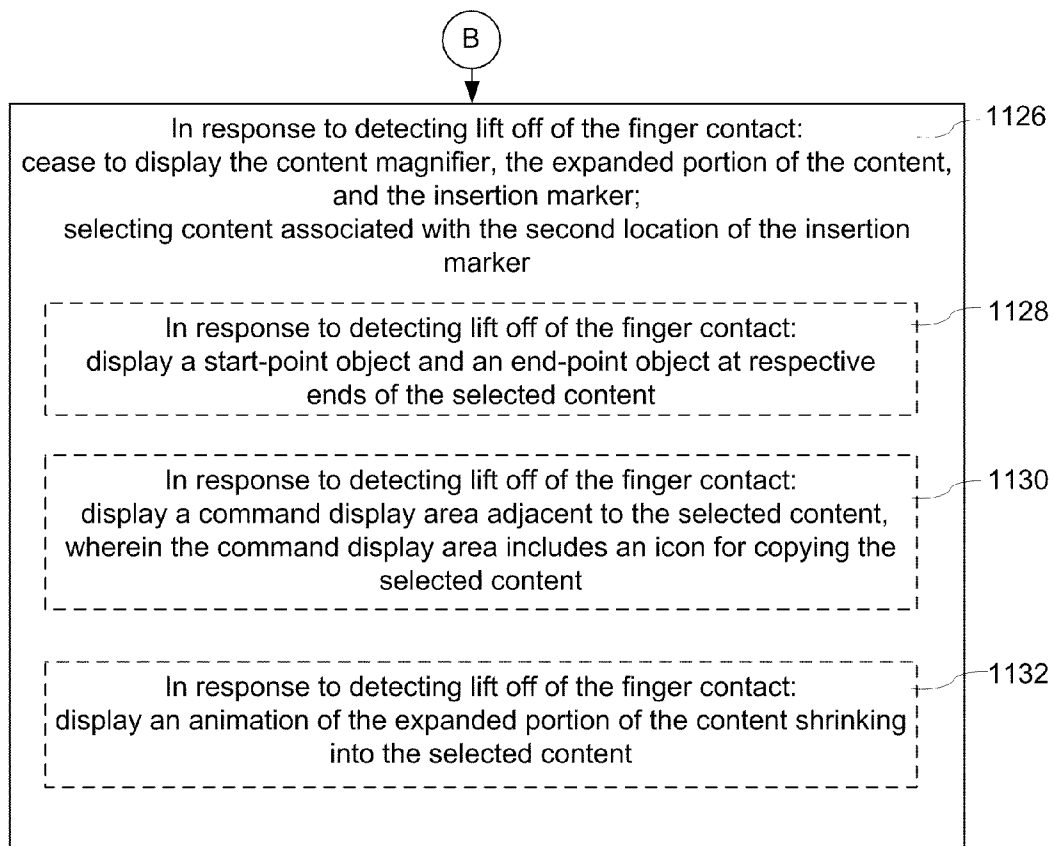 B
In response to detecting lift off of the finger contact:
1126
cease to display the content magnifier, the expanded portion of the content,
and the insertion marker;
selecting content associated with the second location of the insertion
marker
1128
In response to detecting lift off of the finger contact:
display a start-point object and an end-point object at respective
ends of the selected content
1130
In response to detecting lift off of the finger contact:
display a command display area adjacent to the selected content,
wherein the command display area includes an icon for copying the
selected content
1132
In response to detecting lift off of the finger contact:
display an animation of the expanded portion of the content shrinking
into the selected content